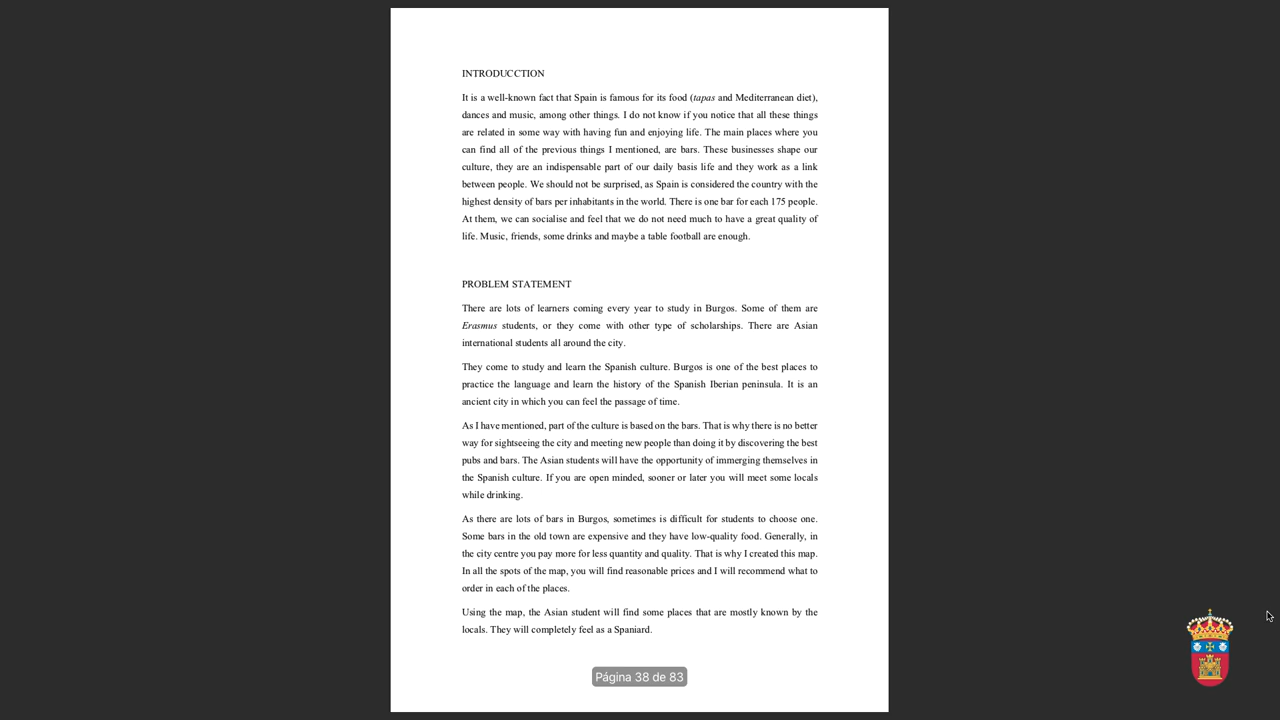 INTRODUCCTION
It is a well-known fact that Spain is famous for its food (tapas and Mediterranean diet),
dances and music, among other things. I do not know if you notice that all these things
are related in some way with having fun and enjoying life. The main places where you
can find all of the previous things I mentioned, are bars. These businesses shape our
culture, they are an indispensable part of our daily basis life and they work as a link
between people. We should not be surprised, as Spain is considered the country with the
highest density of bars per inhabitants in the world. There is one bar for each 175 people.
At them, we can socialise and feel that we do not need much to have a great quality of
life. Music, friends, some drinks and maybe a table football are enough.
PROBLEM STATEMENT
There are lots of learners coming every year to study in Burgos. Some of them are
Erasmus students, or they come with other type of scholarships. There are Asian
international students all around the city.
They come to study and learn the Spanish culture. Burgos is one of the best places to
practice the language and learn the history of the Spanish Iberian peninsula. It is an
ancient city in which you can feel the passage of time.
As I have mentioned, part of the culture is based on the bars. That is why there is no better
way for sightseeing the city and meeting new people than doing it by discovering the best
pubs and bars. The Asian students will have the opportunity of immerging themselves in
the Spanish culture. If you are open minded, sooner or later you will meet some locals
while drinking.
As there are lots of bars in Burgos, sometimes is difficult for students to choose one.
Some bars in the old town are expensive and they have low-quality food. Generally, in
the city centre you pay more for less quantity and quality. That is why I created this map.
In all the spots of the map, you will find reasonable prices and I will recommend what to
order in each of the places.
Using the map, the Asian student will find some places that are mostly known by the
locals. They will completely feel as a Spaniard.
Página 38 de 83